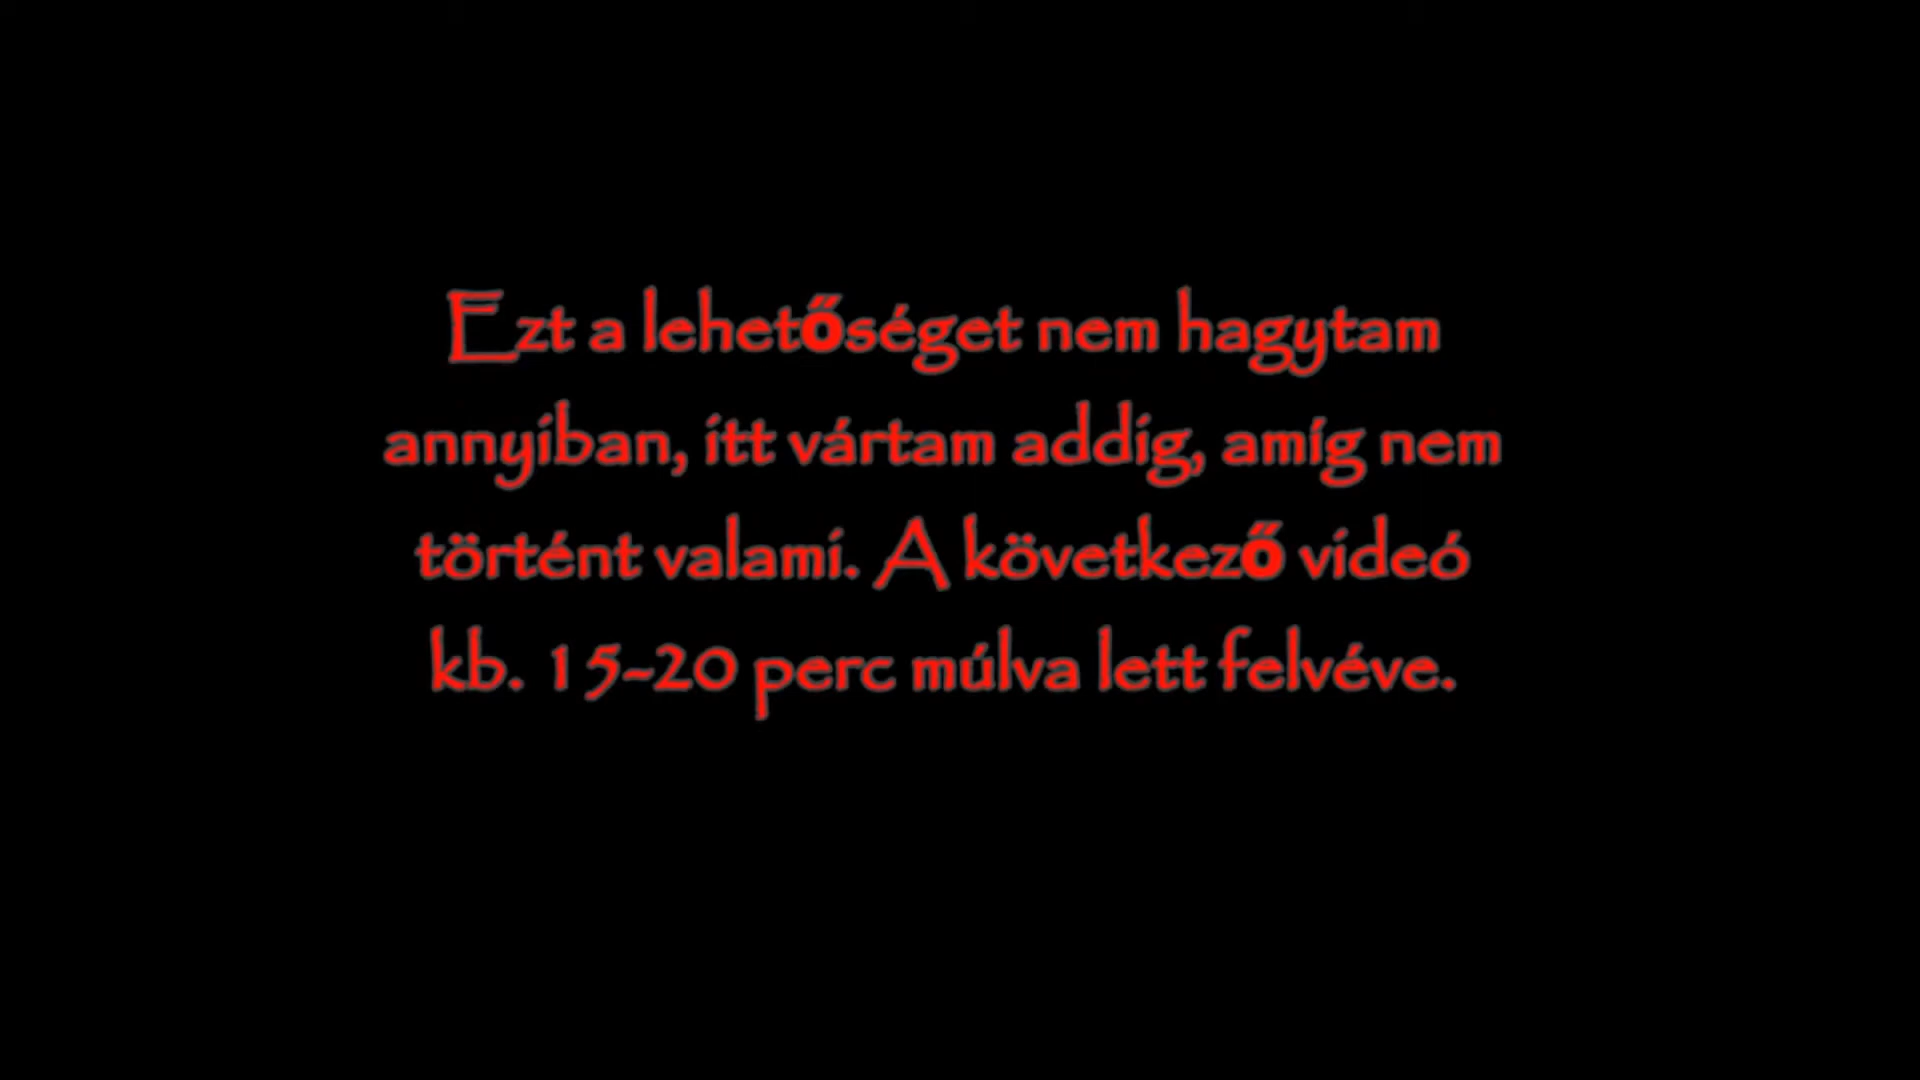 Ezt a lehetőséget nem hagytam
annyiban, itt vártam addig, amíg nem
történt valami. A következő videó
kb. 15-20 perc múlva lett felvéve.